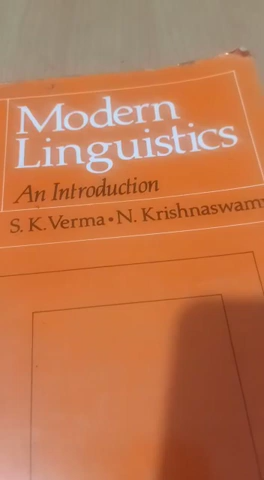 Modern
Linguistics
An Introduction
S. K. Verma • N. Krishnaswam